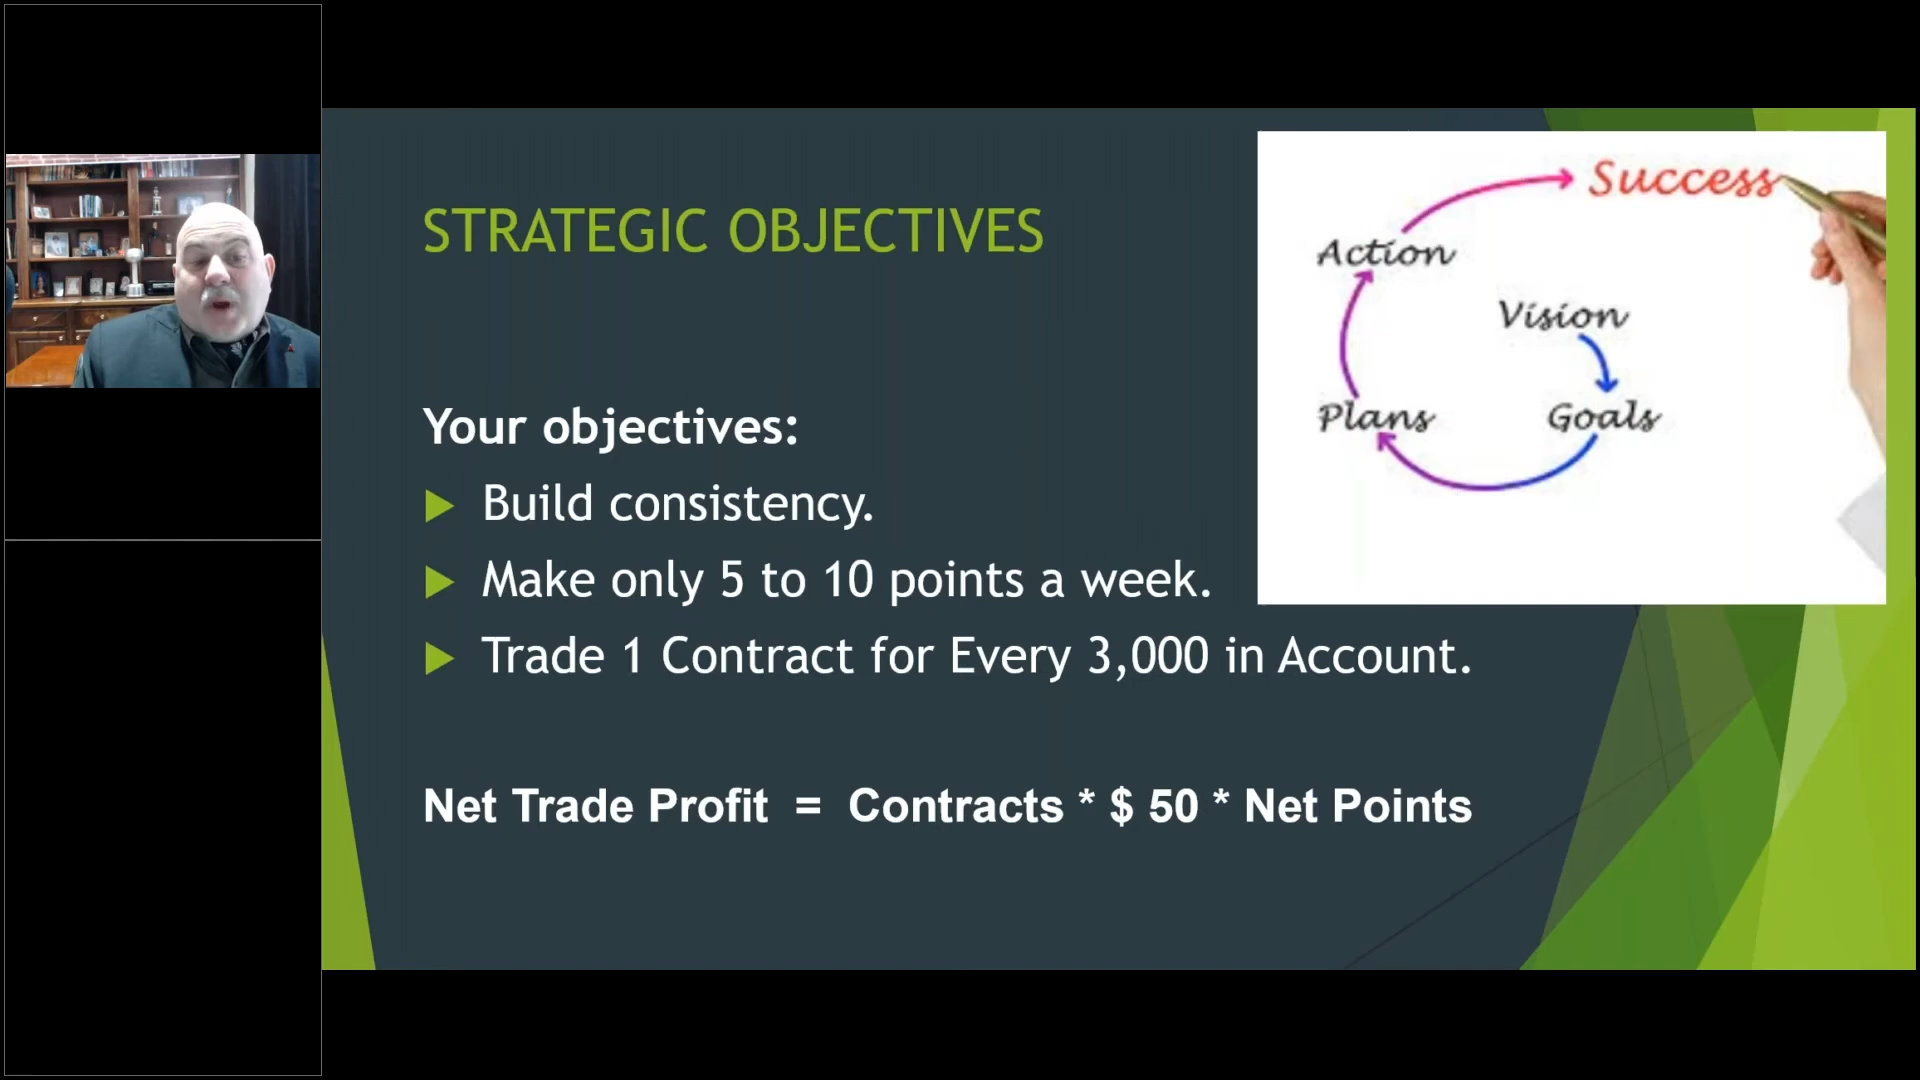 STRATEGIC OBJECTIVES
Success
Action
Vision
Plans
Goals
Your objectives:
Build consistency.
Make only 5 to 10 points a week.
Trade 1 Contract for Every 3,000 in Account.
Net Trade Profit = Contracts * $ 50 * Net Points